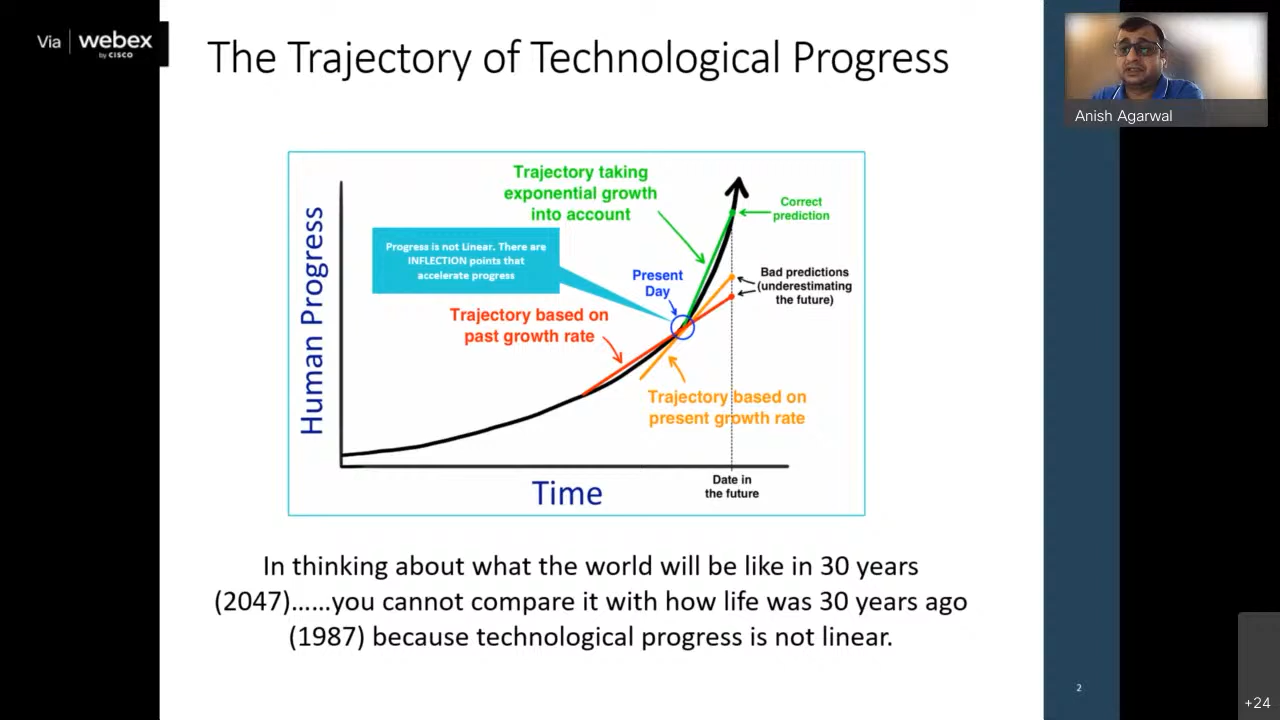 Via webex
by CISCO
The Trajectory of Technological Progress
Anish Agarwal
Human Progress
Trajectory taking
exponential growth
into account
Correct
prediction
Progress is not Linear. There are
INFLECTION points that
accelerate progress
Present
Day
Bad predictions
(underestimating
the future)
Trajectory based on
past growth rate
Trajectory based on
present growth rate
Time
Date in
the future
In thinking about what the world will be like in 30 years
(2047)......you cannot compare it with how life was 30 years ago
(1987) because technological progress is not linear.
2
+24